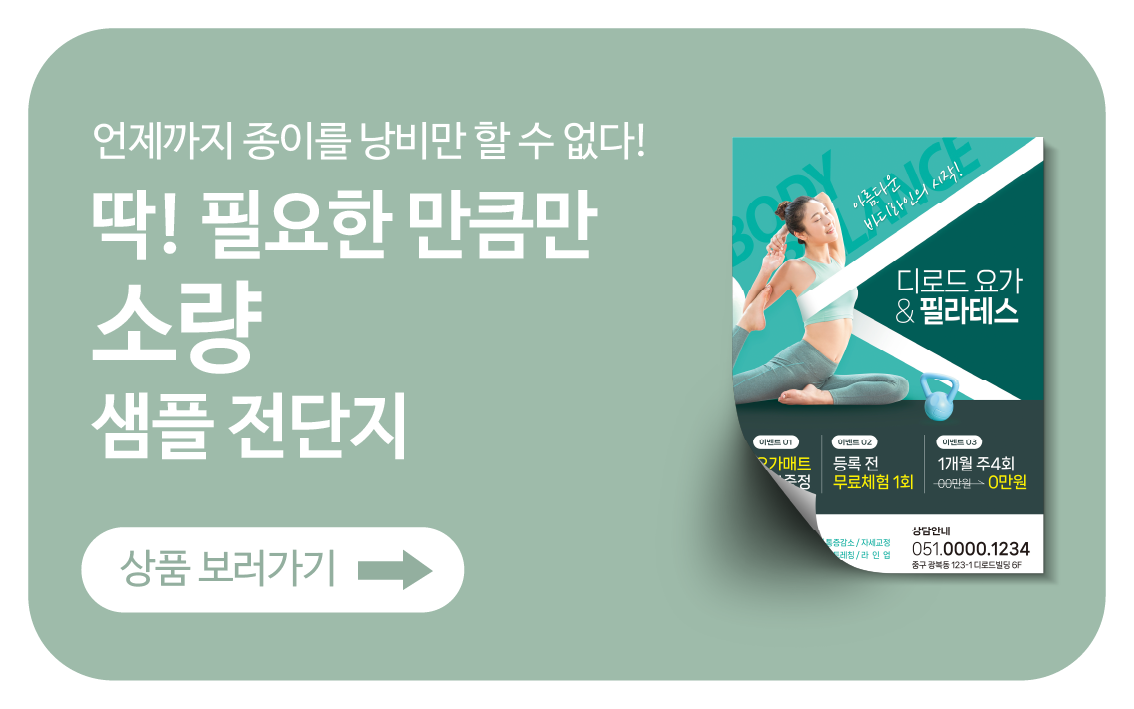 언제까지 종이를 낭비만 할 수 없다!
딱! 필요한 만큼만
소량
샘플 전단지
상품 보러가기
BODY
아름다운
바디라인의 시작!
디로드 요가
& 필라테스
이벤트 01
요가매트
증정
이벤트 02
등록 전
무료체험 1회
이벤트 03
1개월 주4회
00만원 0만원
통증감소 / 자세교정
레칭 / 라 인 업
상담안내
051.0000.1234
중구 광복동 123-1 디로드빌딩 6F